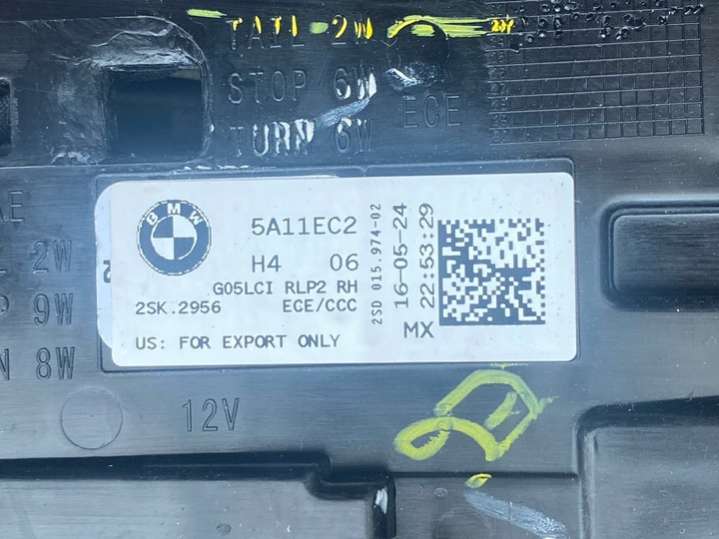 TAIL 2W
STOP 6W
TURN 6W
ECE
2W
9W
8W
BMW
5A11EC2
H4 06
G05LCI RLP2 RH
2SK.2956 ECE/CCC
US: FOR EXPORT ONLY
2SD 015.974-02
16-05-24
22:53:29
MX
12V